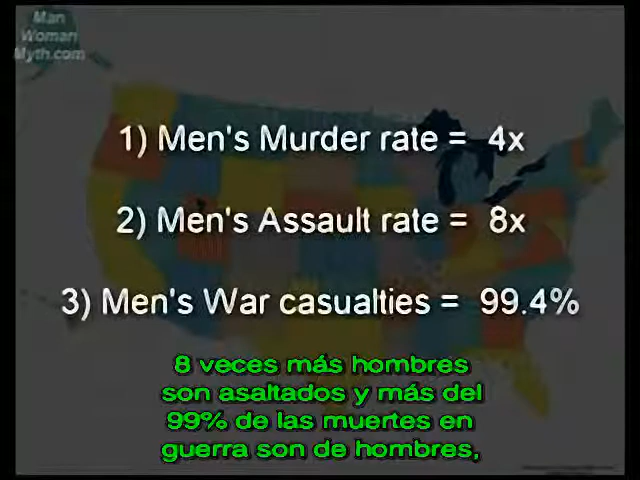 Man
Woman
Myth.com
1) Men's Murder rate = 4x
2) Men's Assault rate = 8x
3) Men's War casualties = 99.4%
8 veces más hombres
son asaltados y más del
99% de las muertes en
guerra son de hombres,